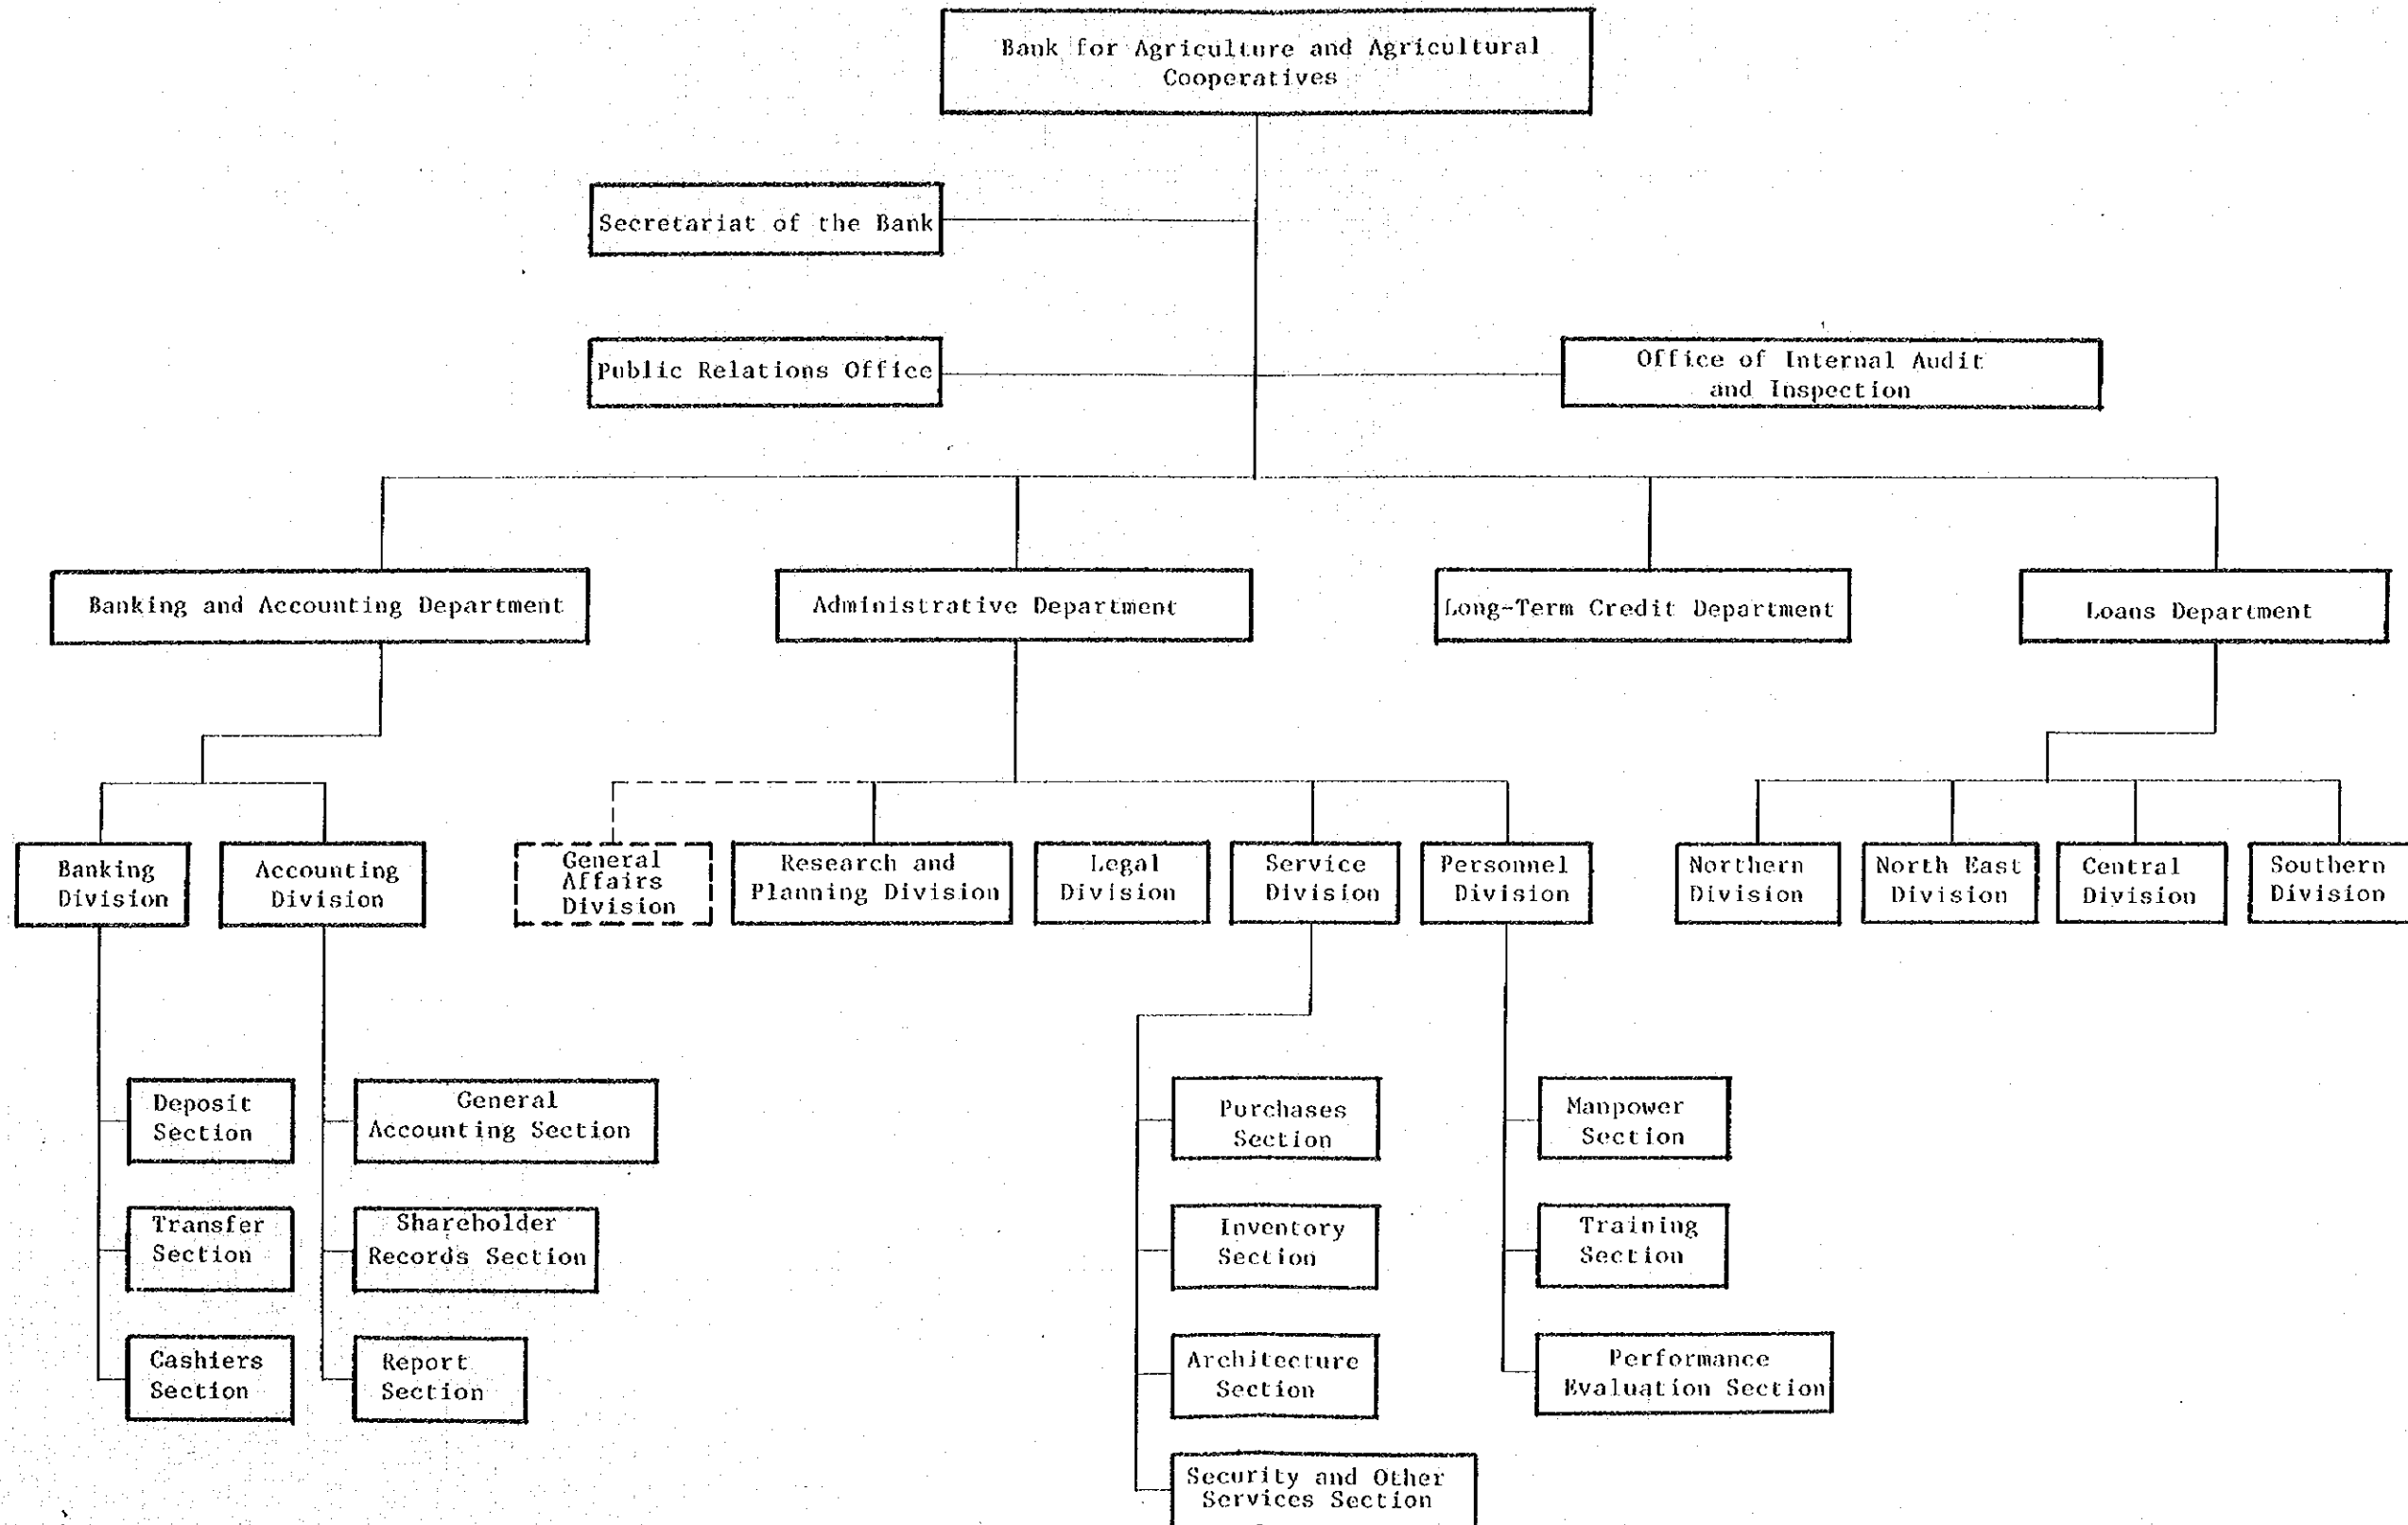 Bank for Agriculture and Agricultural
Cooperatives
Secretariat of the Bank
Public Relations Office
Office of Internal Audit
and Inspection
Banking and Accounting Department
Administrative Department
Long-Term Credit Department
Loans Department
Banking
Division
Accounting
Division
General
Affairs
Division
Research and
Planning Division
Legal
Division
Service
Division
Personnel
Division
Northern
Division
North East
Division
Central
Division
Southern
Division
Deposit
Section
Transfer
Section
Cashiers
Section
General
Accounting Section
Shareholder
Records Section
Report
Section
Purchases
Section
Inventory
Section
Architecture
Section
Security and Other
Services Section
Manpower
Section
Training
Section
Performance
Evaluation Section